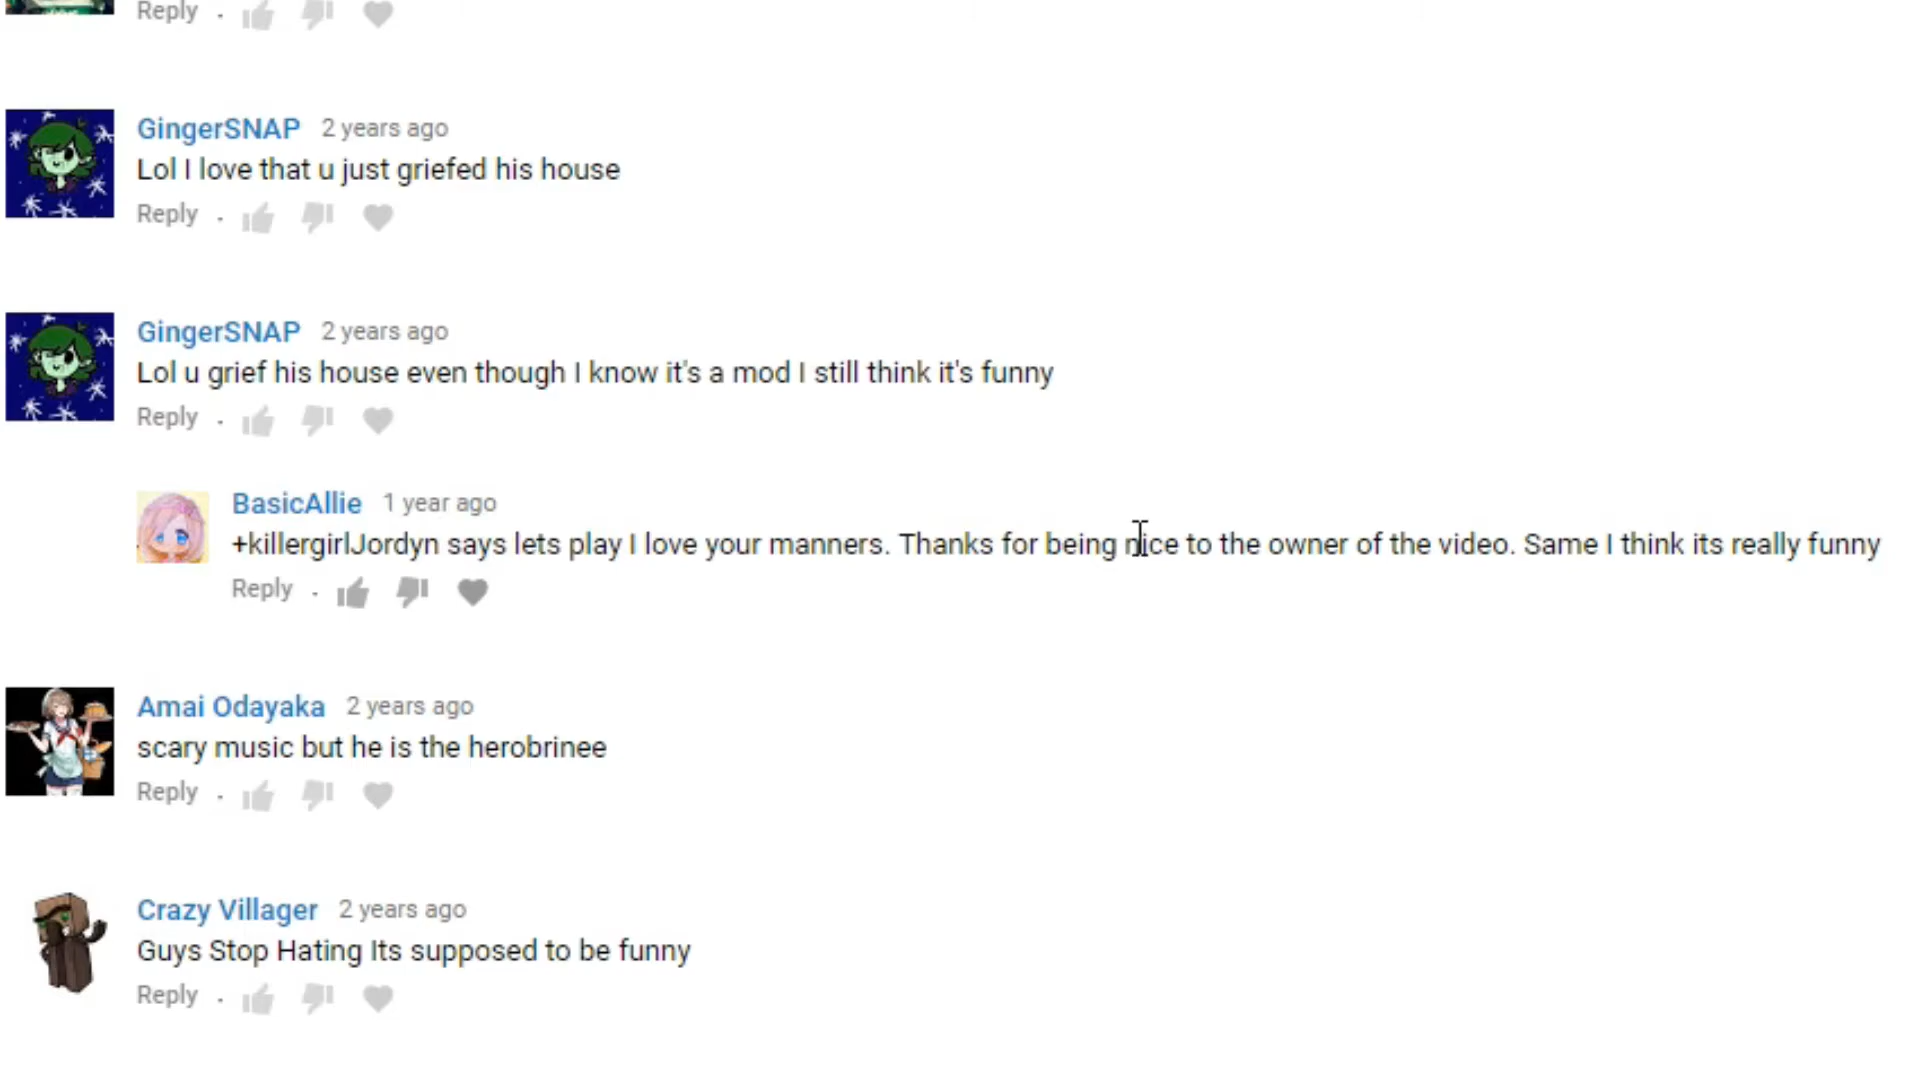 Reply .
GingerSNAP 2 years ago
Lol I love that u just griefed his house
Reply .
GingerSNAP 2 years ago
Lol u grief his house even though I know it's a mod I still think it's funny
Reply .
BasicAllie 1 year ago
+killergirlJordyn says lets play I love your manners. Thanks for being nice to the owner of the video. Same I think its really funny
Reply .
Amai Odayaka 2 years ago
scary music but he is the herobrinee
Reply .
Crazy Villager 2 years ago
Guys Stop Hating Its supposed to be funny
Reply .